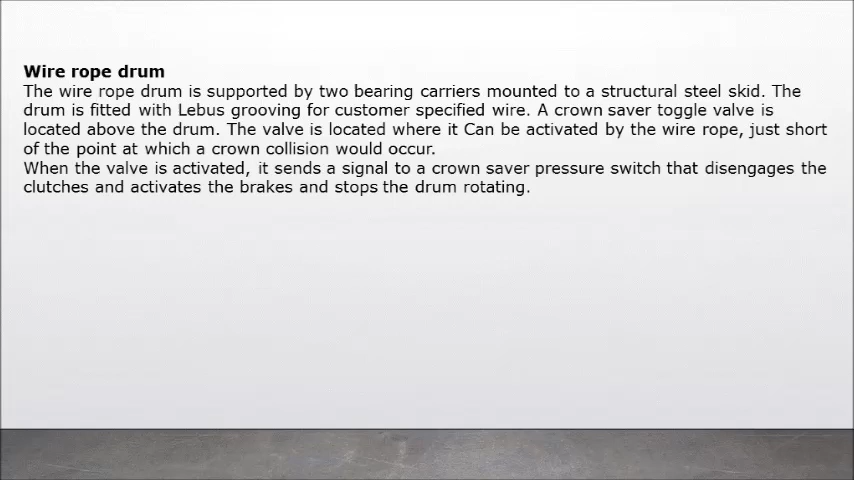 Wire rope drum
The wire rope drum is supported by two bearing carriers mounted to a structural steel skid. The
drum is fitted with Lebus grooving for customer specified wire. A crown saver toggle valve is
located above the drum. The valve is located where it Can be activated by the wire rope, just short
of the point at which a crown collision would occur.
When the valve is activated, it sends a signal to a crown saver pressure switch that disengages the
clutches and activates the brakes and stops the drum rotating.